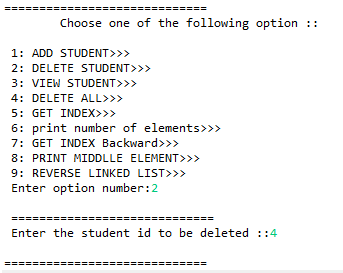 ==============================
Choose one of the following option ::
1: ADD STUDENT>>>
2: DELETE STUDENT>>>
3: VIEW STUDENT>>>
4: DELETE ALL>>>
5: GET INDEX>>>
6: print number of elements>>>
7: GET INDEX Backward>>>
8: PRINT MIDDLLE ELEMENT>>>
9: REVERSE LINKED LIST>>>
Enter option number:2
==============================
Enter the student id to be deleted ::4
==============================